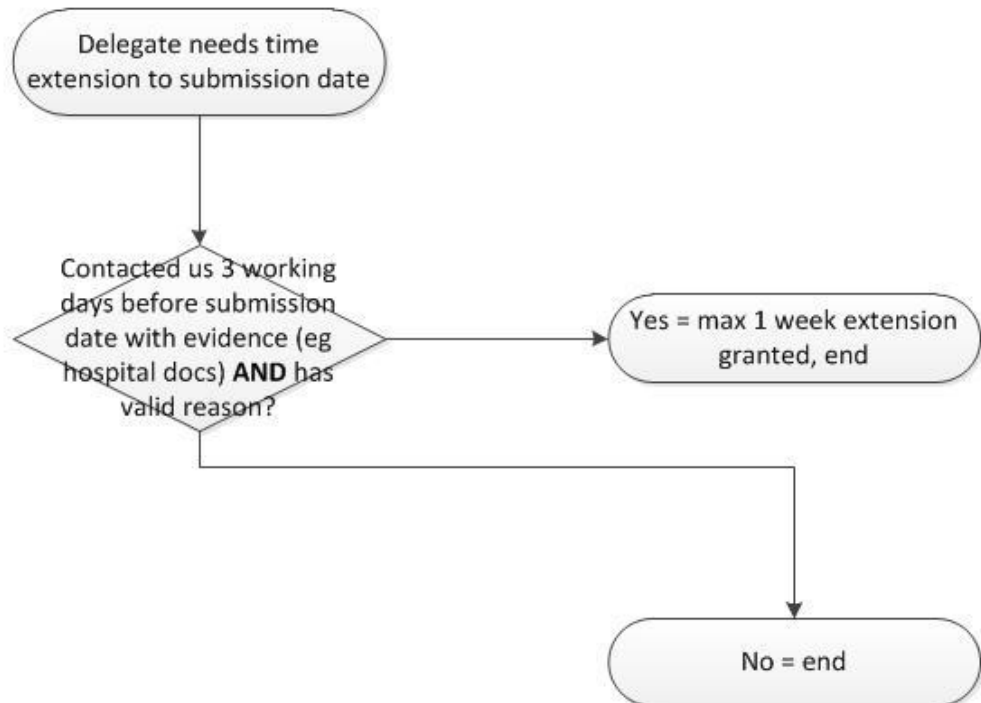 Delegate needs time
extension to submission date
Contacted us 3 working
days before submission
date with evidence (eg
hospital docs) AND has
valid reason?
Yes = max 1 week extension
granted, end
No = end